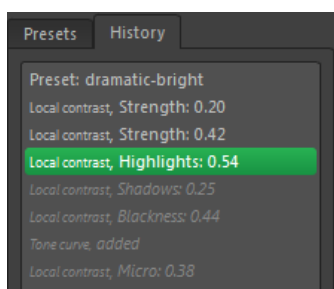 Presets History
Preset: dramatic-bright
Local contrast, Strength: 0.20
Local contrast, Strength: 0.42
Local contrast, Highlights: 0.54
Local contrast, Shadows: 0.25
Local contrast, Blackness: 0.44
Tone curve, added
Local contrast, Micro: 0.38